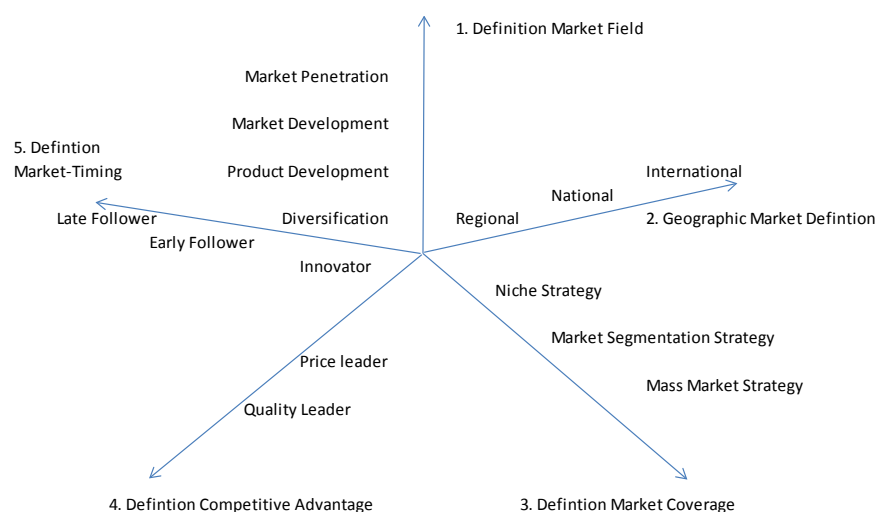 1. Definition Market Field
Market Penetration
Market Development
5. Defintion
Market-Timing
Product Development
International
National
Late Follower
Diversification
Regional
2. Geographic Market Defintion
Early Follower
Innovator
Niche Strategy
Market Segmentation Strategy
Price leader
Mass Market Strategy
Quality Leader
4. Defintion Competitive Advantage
3. Defintion Market Coverage